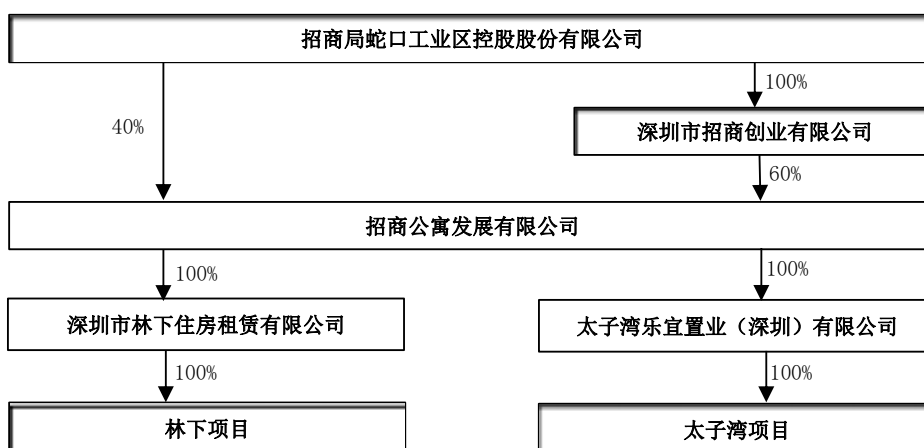 招商局蛇口工业区控股股份有限公司
100%
40%
深圳市招商创业有限公司
60%
招商公寓发展有限公司
100%
100%
深圳市林下住房租赁有限公司
太子湾乐宜置业（深圳）有限公司
100%
100%
林下项目
太子湾项目